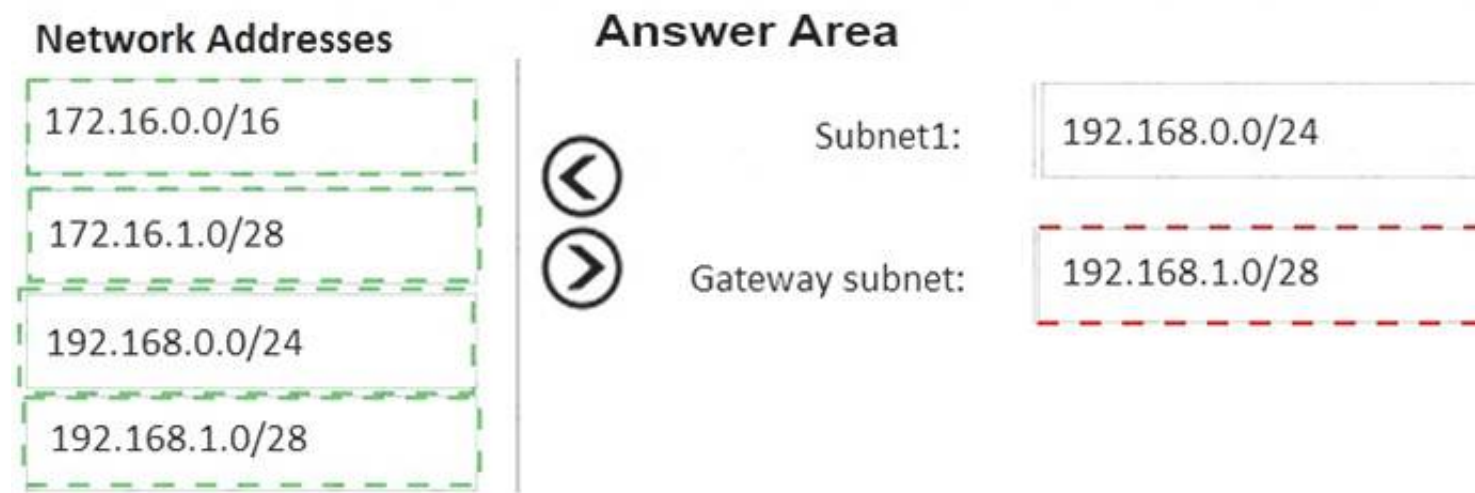 Network Addresses
172.16.0.0/16
172.16.1.0/28
192.168.0.0/24
192.168.1.0/28
Answer Area
Subnet1:
192.168.0.0/24
Gateway subnet:
192.168.1.0/28